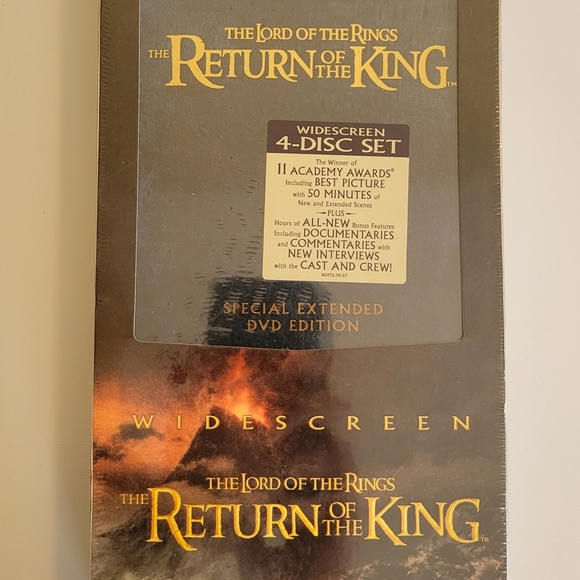 THE LORD OF THE RINGS
THE RETURN OF THE KING™
WIDESCREEN
4-DISC SET
The Winner of
11 ACADEMY AWARDS®
Including BEST PICTURE
with 50 MINUTES of
New and Extended Scenes
—PLUS—
Hours of ALL-NEW Bonus Features
Including DOCUMENTARIES
and COMMENTARIES with
NEW INTERVIEWS
with the CAST AND CREW!
SPECIAL EXTENDED
DVD EDITION
WIDESCREEN
THE LORD OF THE RINGS
THE RETURN OF THE KING™